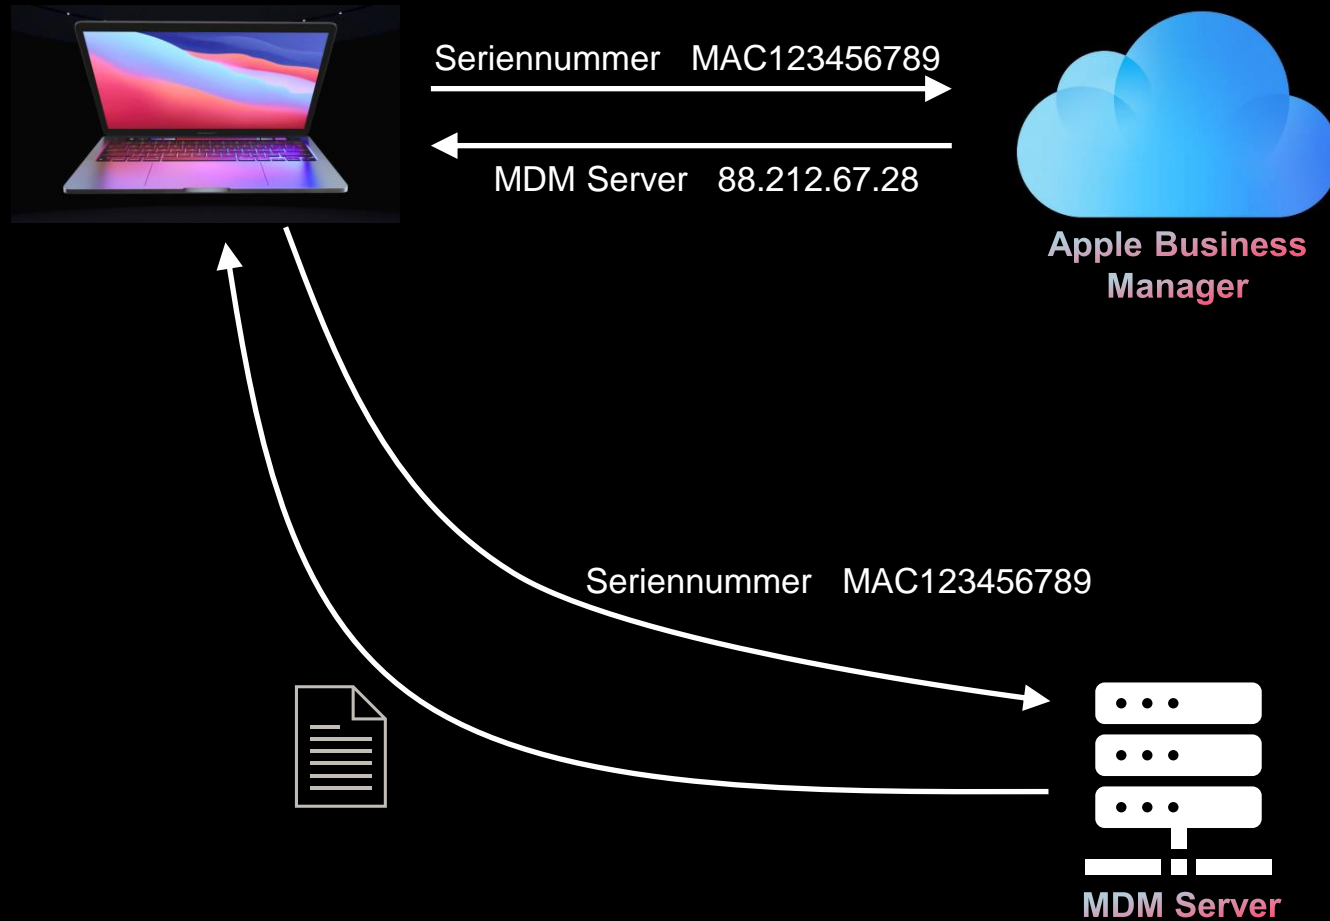 Seriennummer MAC123456789
MDM Server 88.212.67.28
Apple Business
Manager
Seriennummer MAC123456789
MDM Server